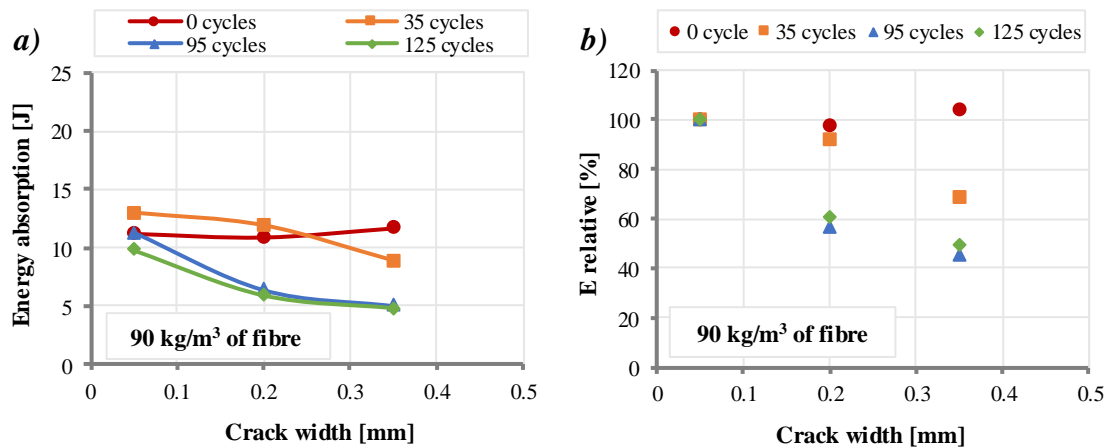 a)
0 cycles 35 cycles
95 cycles 125 cycles
Energy absorption [J]
25
20
15
10
5
0
90 kg/m³ of fibre
0 0.1 0.2 0.3 0.4 0.5
Crack width [mm]
b)
0 cycle 35 cycles 95 cycles 125 cycles
E relative [%]
120
100
80
60
40
20
0
90 kg/m³ of fibre
0 0.1 0.2 0.3 0.4 0.5
Crack width [mm]